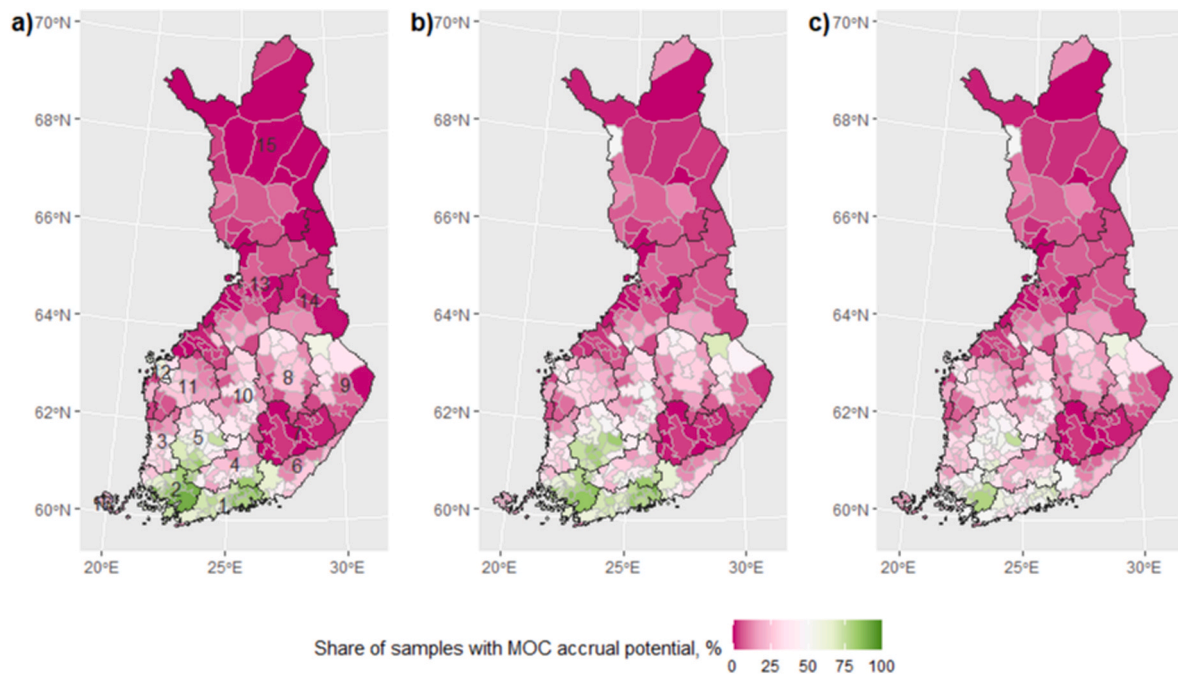 a) b) c)
70°N 70°N 70°N
68°N 68°N 68°N
15
66°N 66°N 66°N
13
14
64°N 64°N 64°N
12
11 8 9
10
62°N 62°N 62°N
3 5
4 6
2
1
60°N 60°N 60°N
20°E 25°E 30°E 20°E 25°E 30°E 20°E 25°E 30°E
Share of samples with MOC accrual potential, %
0 25 50 75 100